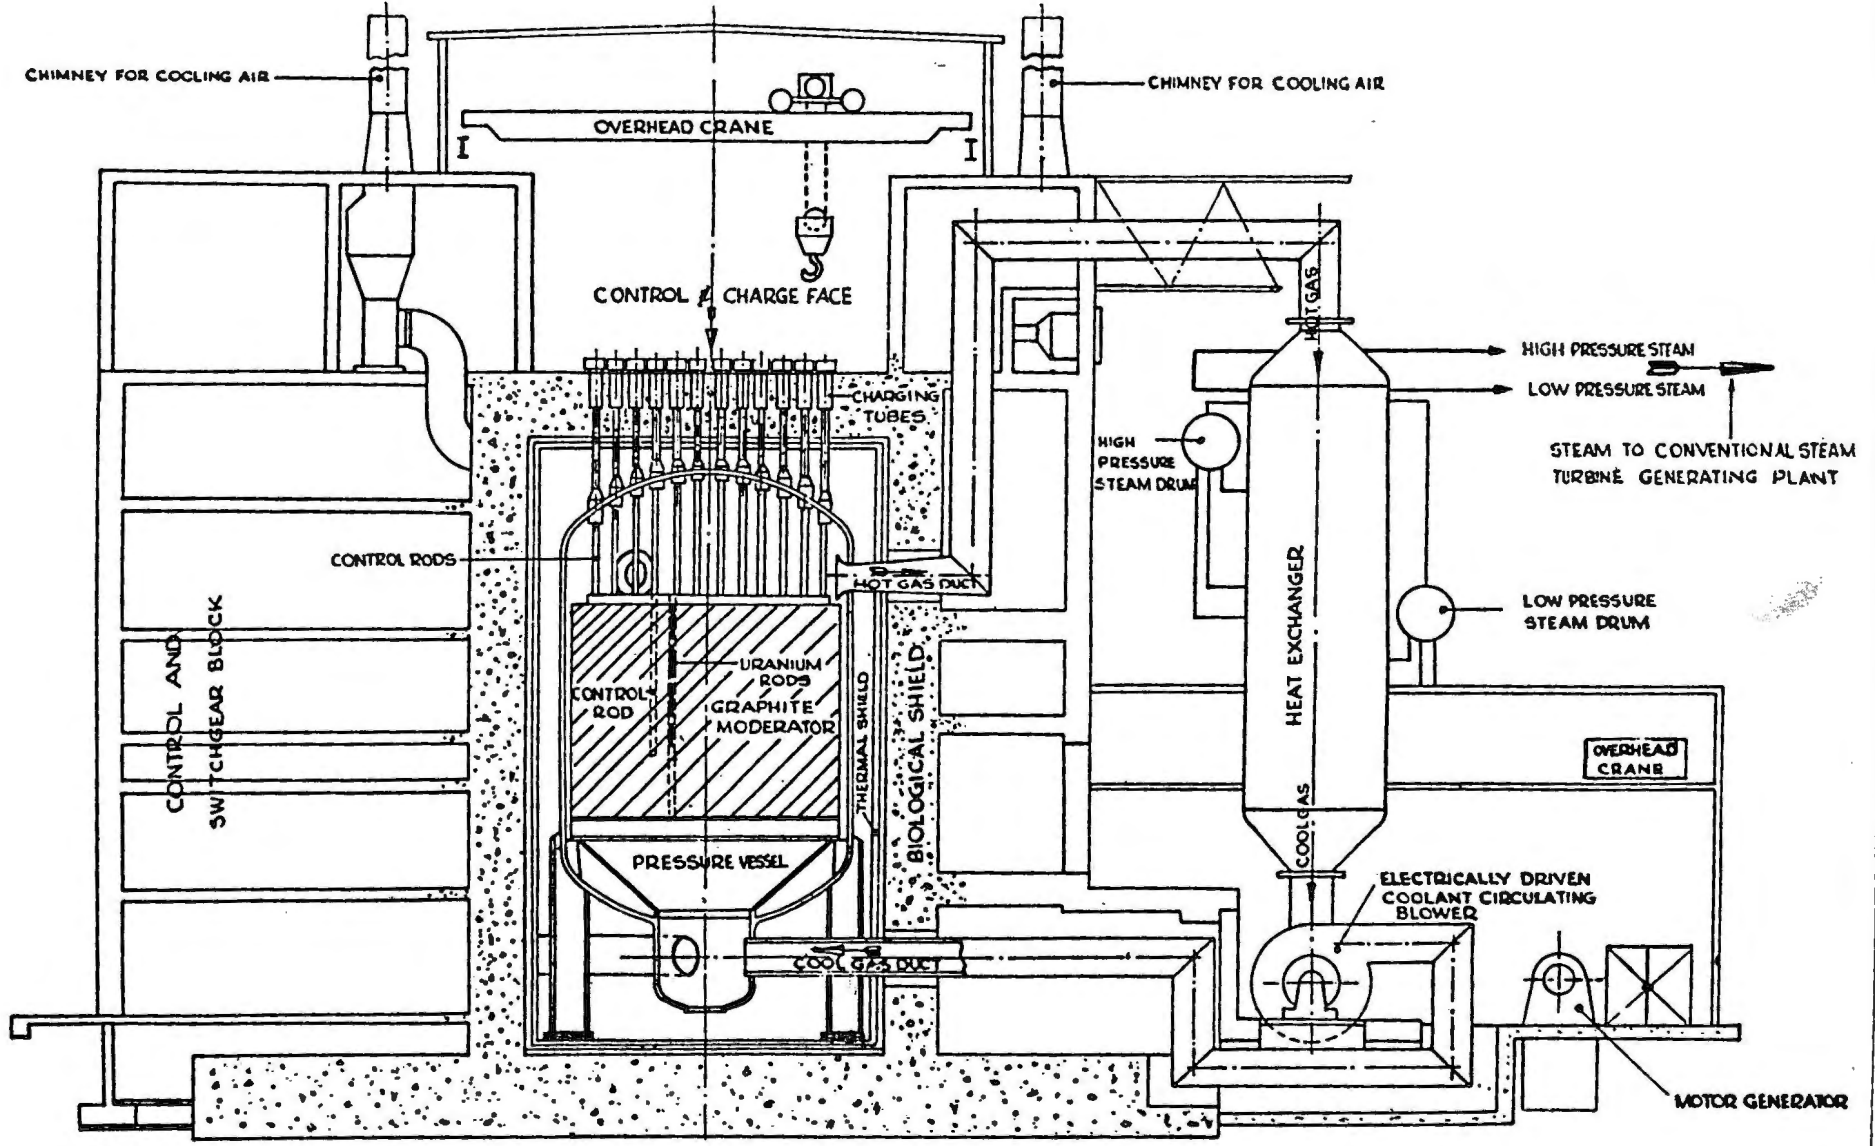 CHIMNEY FOR COOLING AIR
CHIMNEY FOR COOLING AIR
OVERHEAD CRANE
CONTROL & CHARGE FACE
HOT GAS
HIGH PRESSURE STEAM
LOW PRESSURE STEAM
CHARGING
TUBES
HIGH
PRESSURE
STEAM DRUM
STEAM TO CONVENTIONAL STEAM
TURBINE GENERATING PLANT
CONTROL RODS
HOT GAS DUCT
HEAT EXCHANGER
LOW PRESSURE
STEAM DRUM
CONTROL AND
SWITCHGEAR BLOCK
URANIUM
RODS
CONTROL
ROD
GRAPHITE
MODERATOR
THERMAL SHIELD
BIOLOGICAL SHIELD
OVERHEAD
CRANE
PRESSURE VESSEL
COOL GAS
ELECTRICALLY DRIVEN
COOLANT CIRCULATING
BLOWER
COOL GAS DUCT
MOTOR GENERATOR